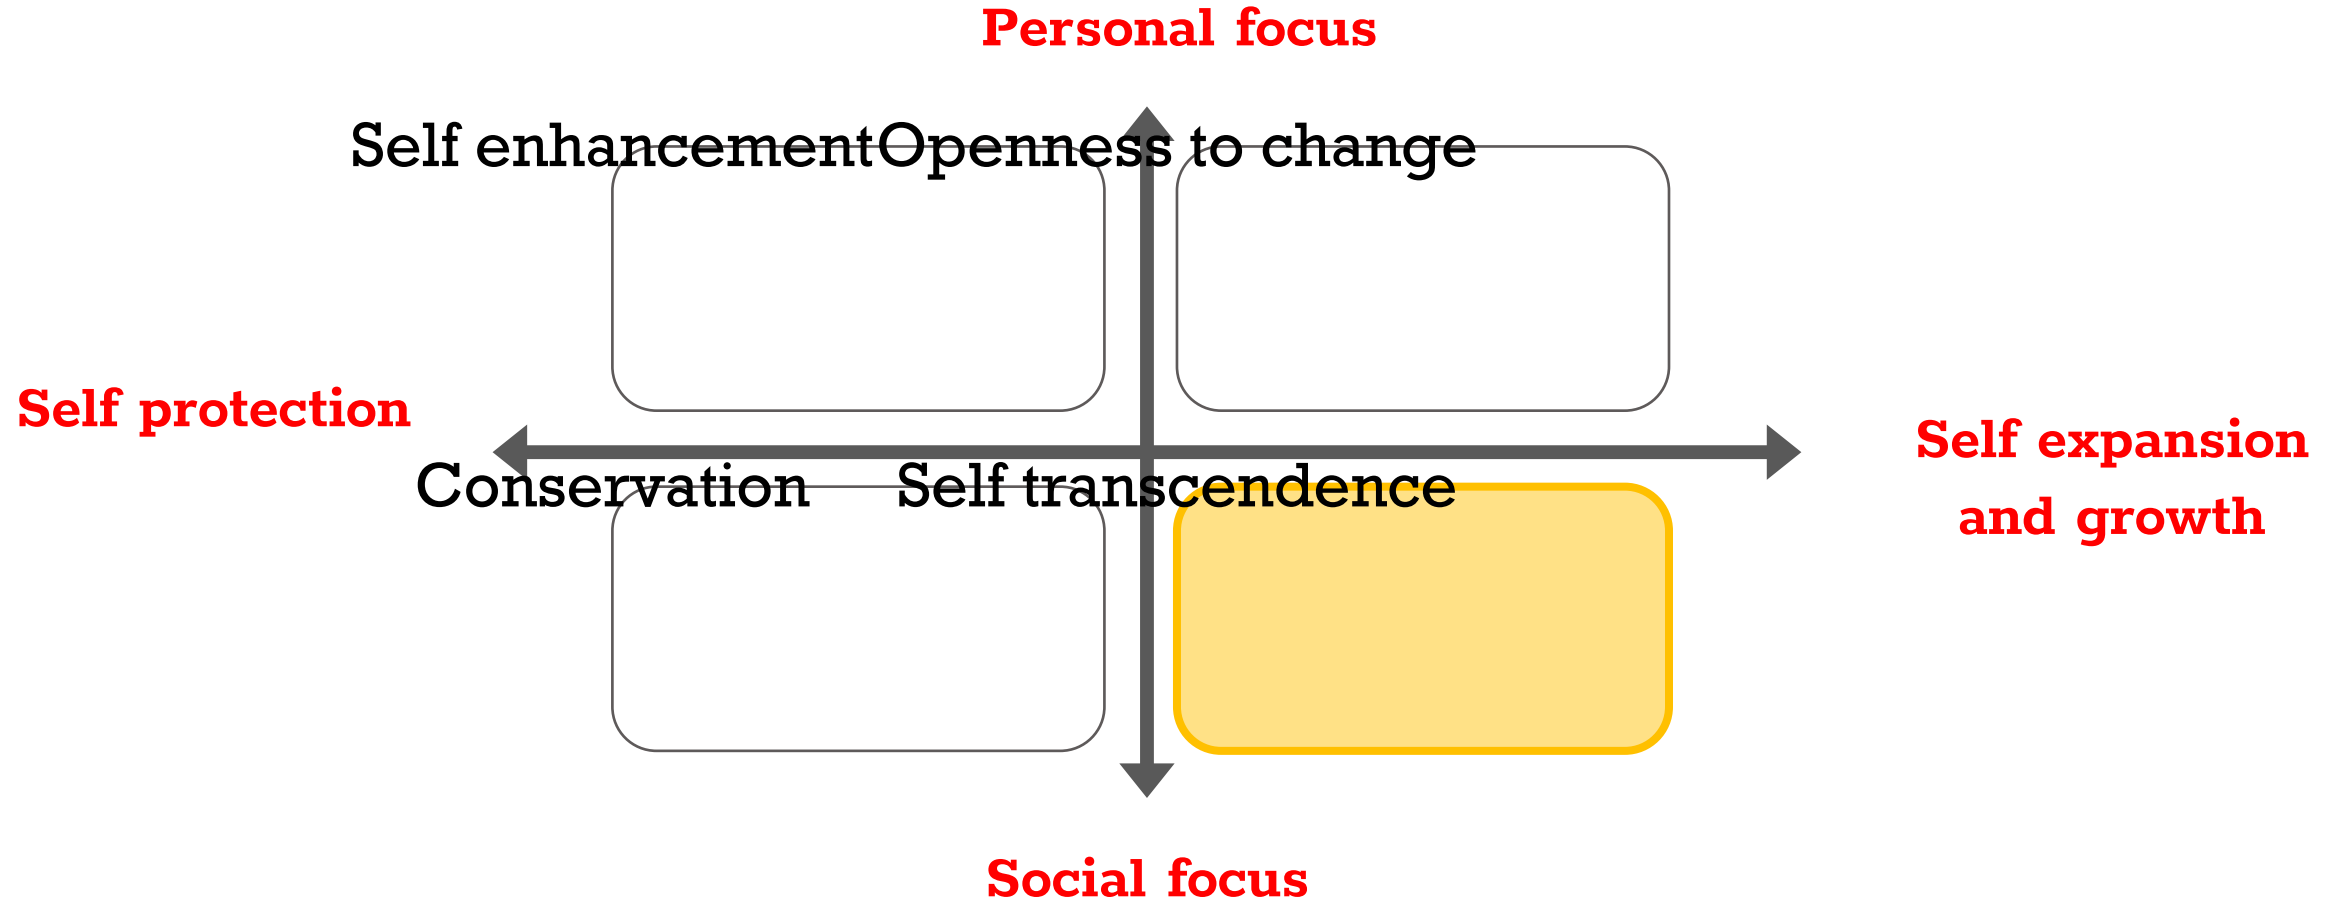 Personal focus
Self enhancement
Openness to change
Self protection
Self expansion
and growth
Conservation
Self transcendence
Social focus